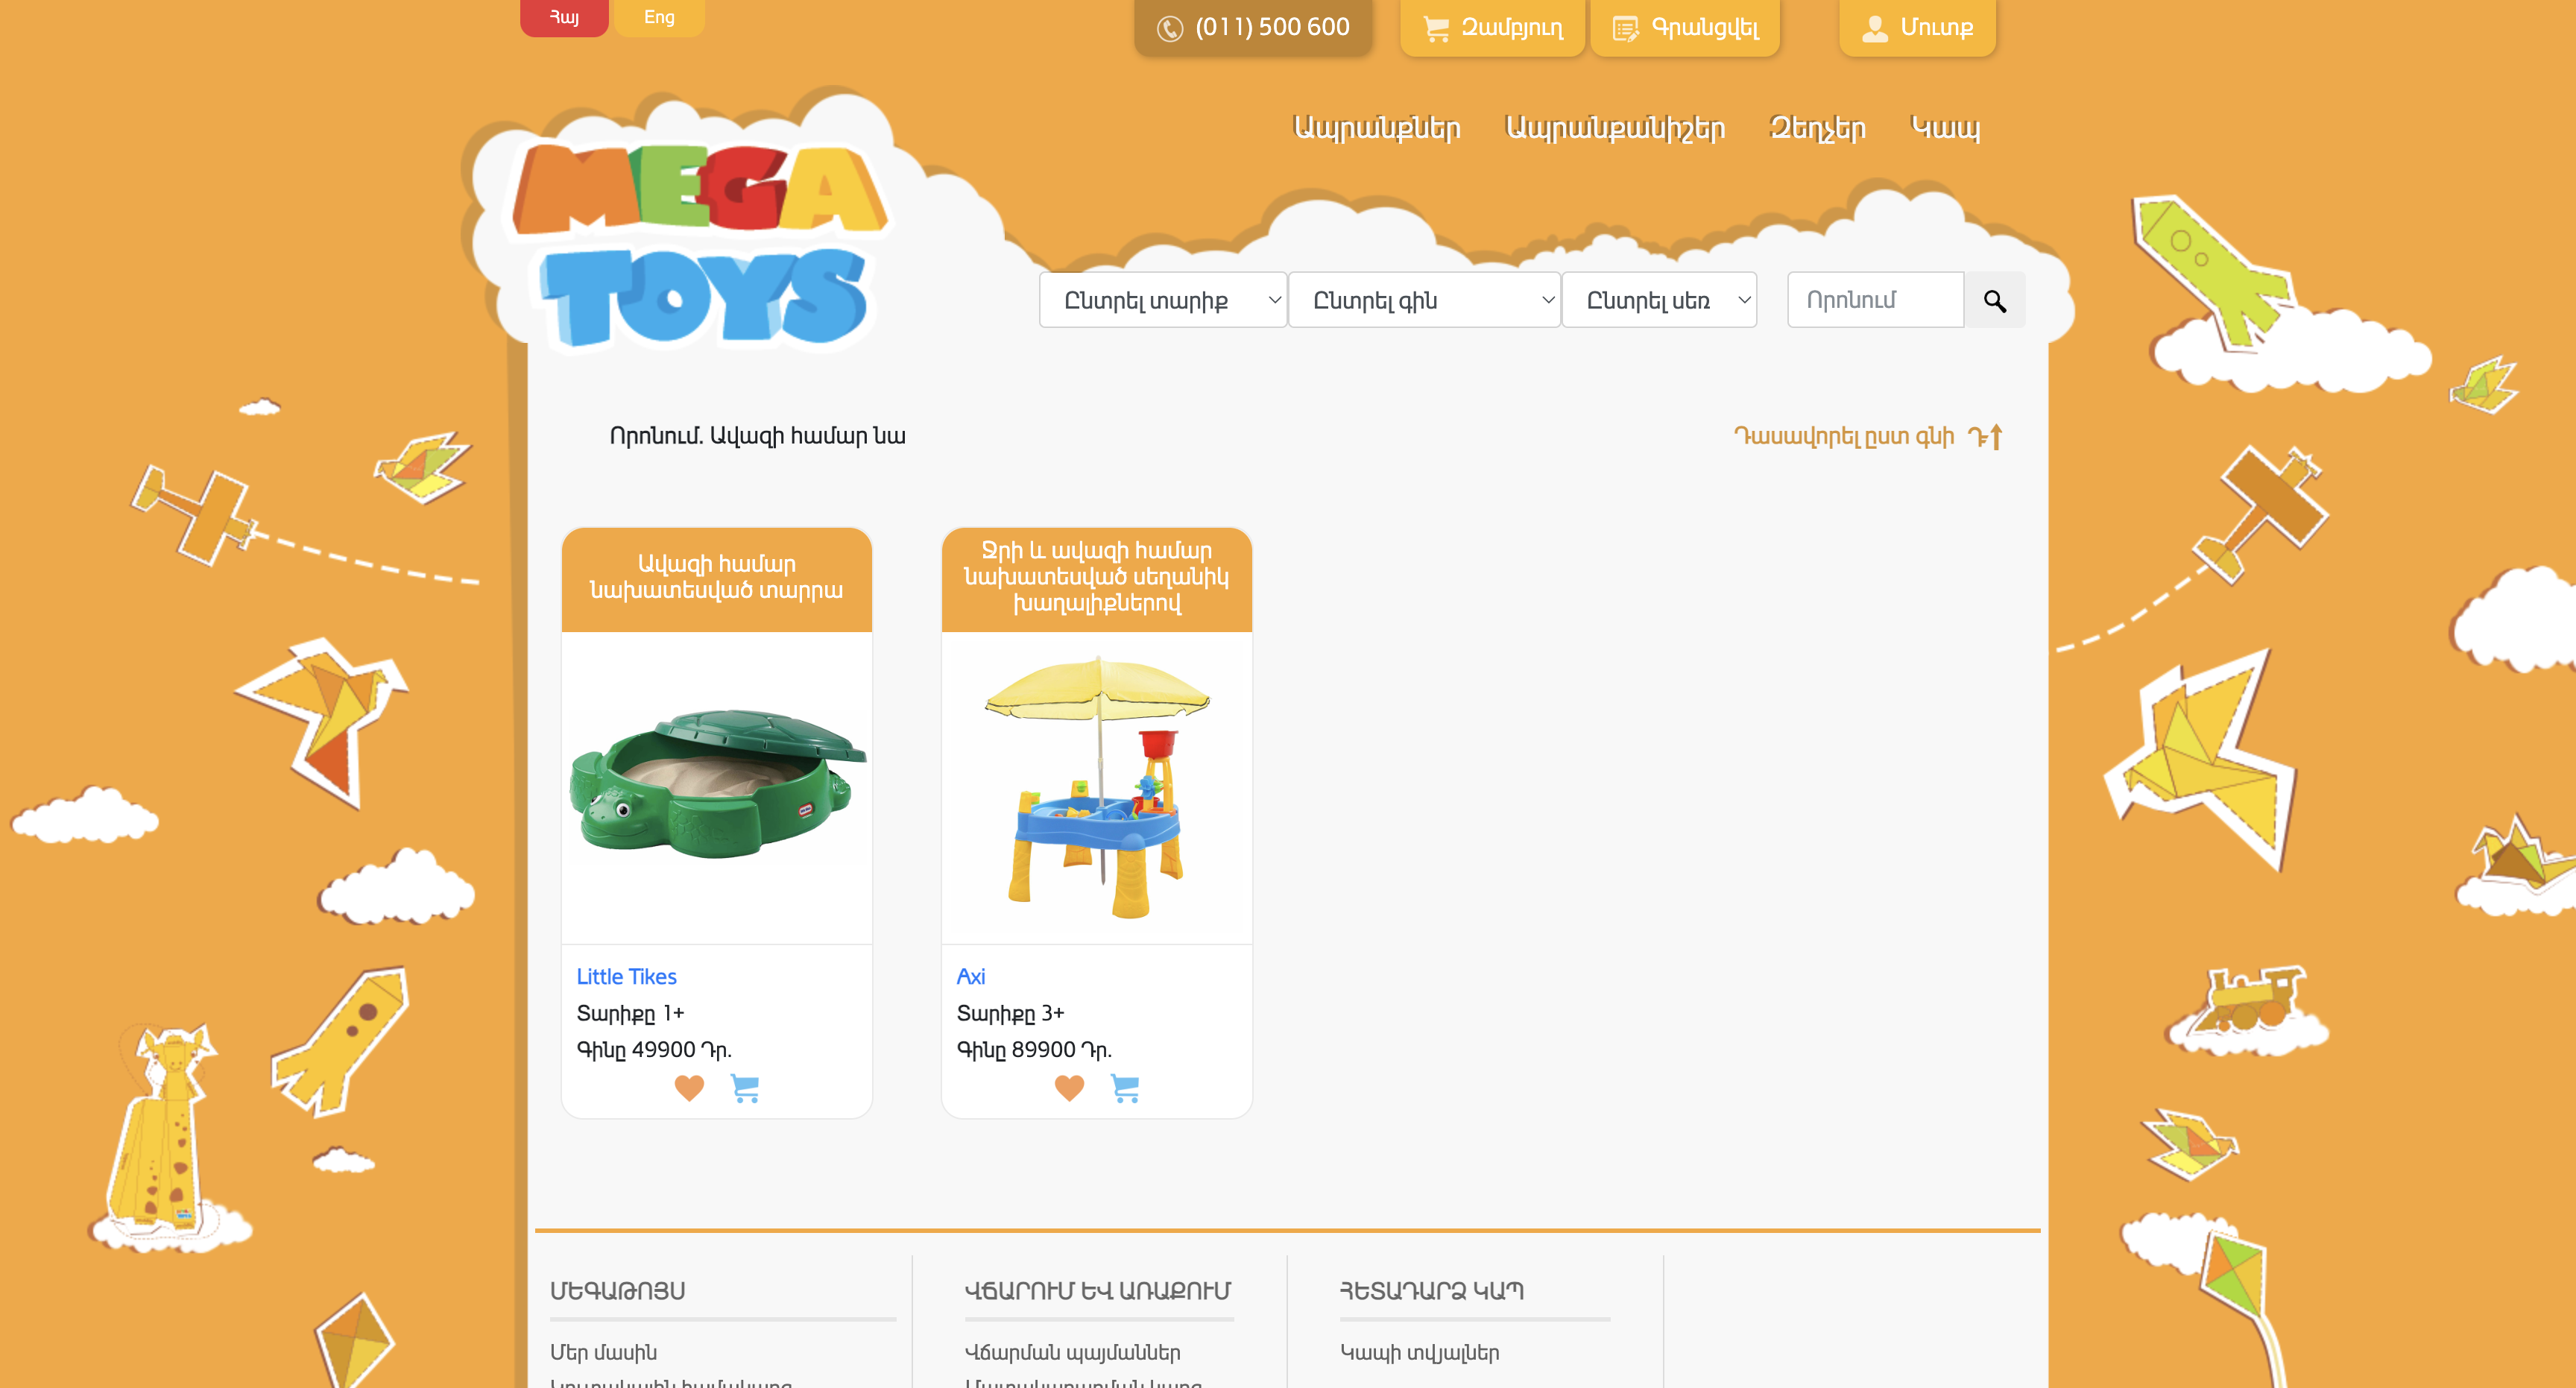 Հայ
Eng
(011) 500 600
Զամբյուղ
Գրանցվել
Մուտք
Ապրանքներ
Ապրանքանիշեր
Զեղչեր
Կապ
MEGA
TOYS
Ընտրել տարիք
Ընտրել գին
Ընտրել սեռ
Որոնում
Որոնում. Ավազի համար նա
Դասավորել ըստ գնի Դ
Ավազի համար
նախատեսված տարրա
Little Tikes
Տարիքը 1+
Գինը 49900 Դր.
Ջրի և ավազի համար
նախատեսված սեղանիկ
խաղալիքներով
Axi
Տարիքը 3+
Գինը 89900 Դր.
ՄԵԳԱԹՈՅՍ
Մեր մասին
ՎՃԱՐՈՒՄ ԵՎ ԱՌԱՔՈՒՄ
Վճարման պայմաններ
ՀԵՏԱԴԱՐՁ ԿԱՊ
Կապի տվյալներ